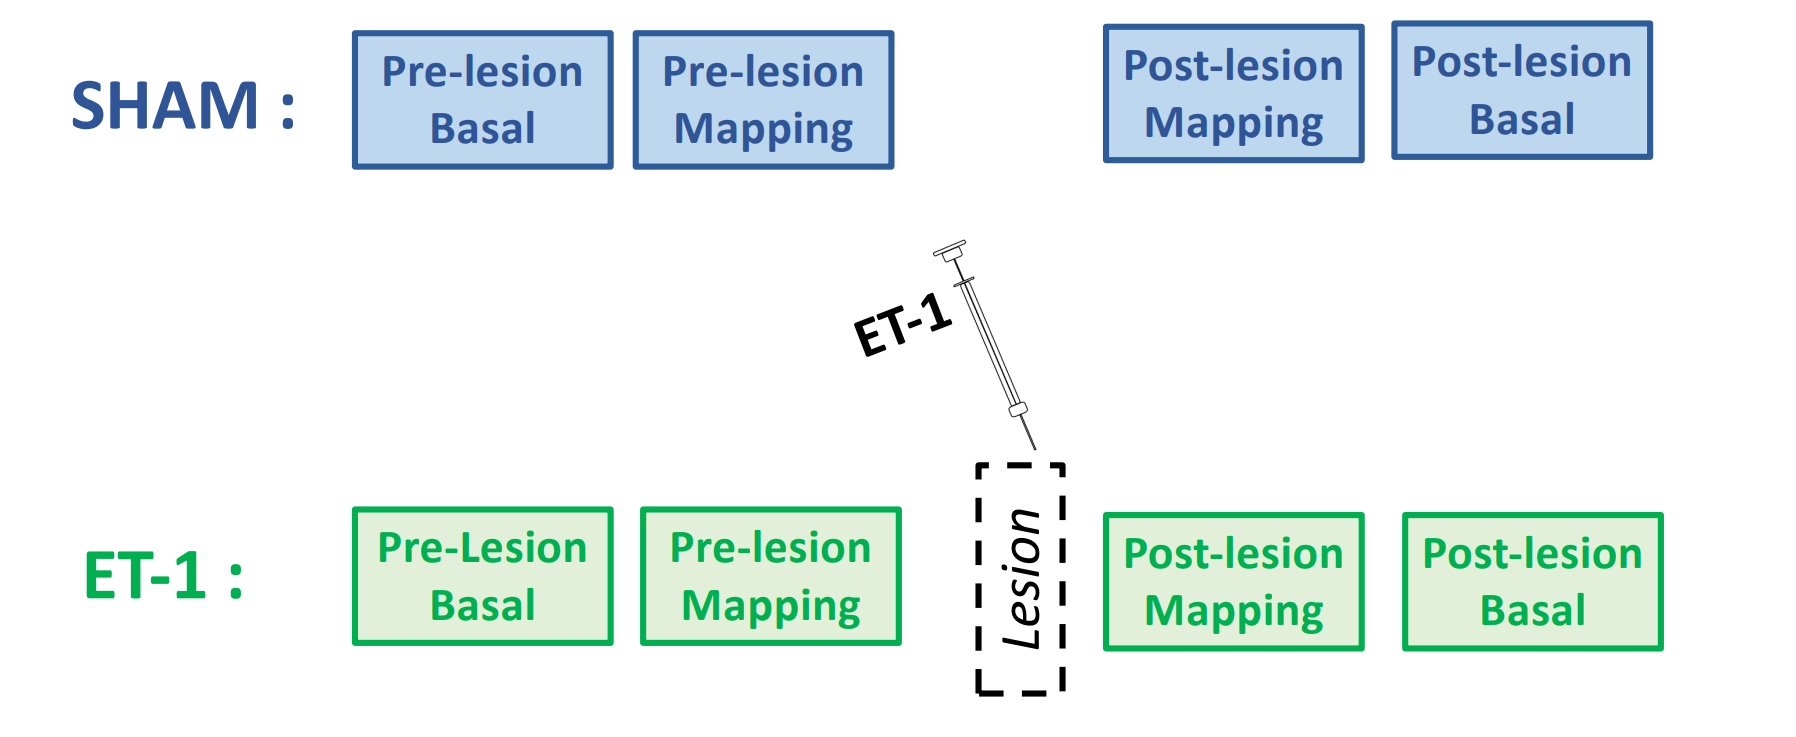 SHAM :
Pre-lesion
Basal
Pre-lesion
Mapping
Post-lesion
Mapping
Post-lesion
Basal
ET-1
ET-1 :
Pre-Lesion
Basal
Pre-lesion
Mapping
Lesion
Post-lesion
Mapping
Post-lesion
Basal